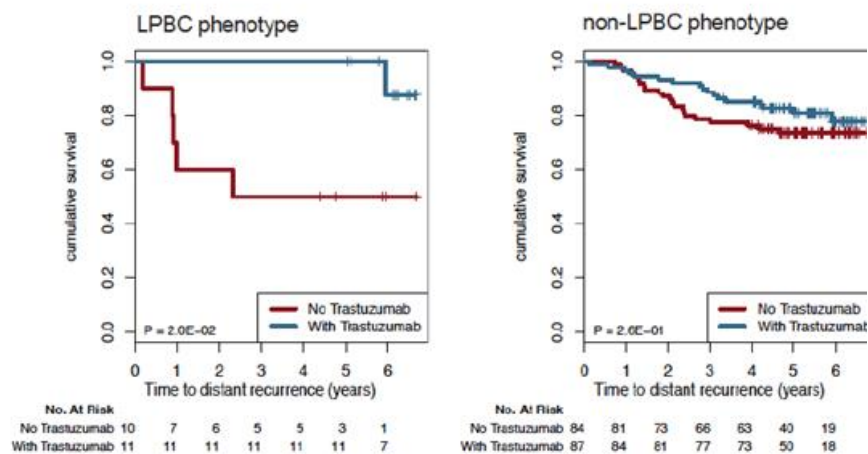 LPBC phenotype
cumulative survival
1.0
0.8
0.6
0.4
0.2
0.0
No Trastuzumab
With Trastuzumab
P = 2.0E-02
0 1 2 3 4 5 6
Time to distant recurrence (years)
No. At Risk
No Trastuzumab 10 7 6 5 5 3 1
With Trastuzumab 11 11 11 11 11 11 7
non-LPBC phenotype
cumulative survival
1.0
0.8
0.6
0.4
0.2
0.0
No Trastuzumab
With Trastuzumab
P = 2.6E-01
0 1 2 3 4 5 6
Time to distant recurrence (years)
No. At Risk
No Trastuzumab 84 81 73 66 63 40 19
With Trastuzumab 87 84 81 77 73 50 18